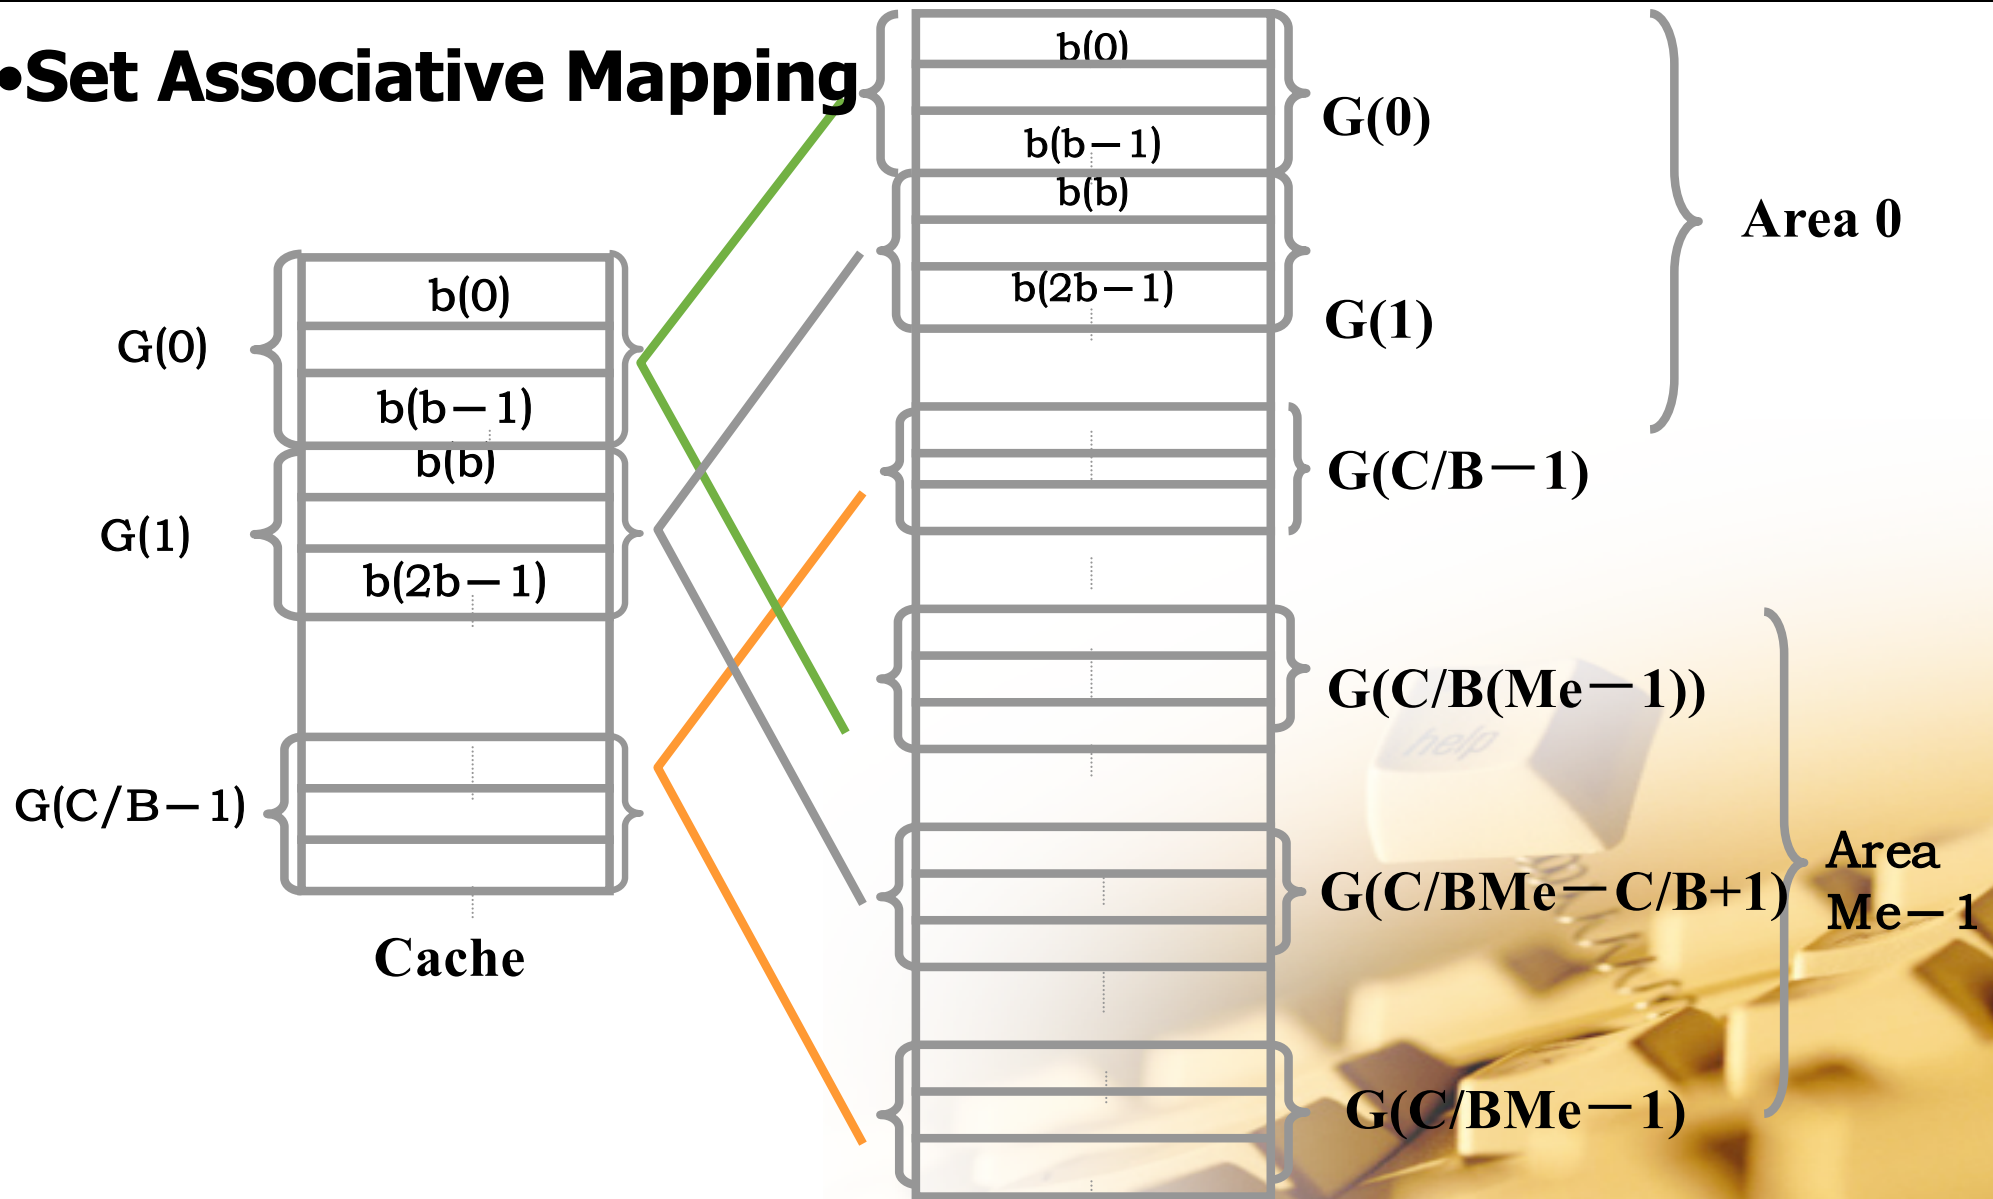 •Set Associative Mapping
G(0)
b(0)
b(b－1)
G(1)
b(b)
b(2b－1)
G(C/B－1)
Cache
b(0)
b(b－1)
b(b)
b(2b－1)
G(0)
G(1)
Area 0
G(C/B－1)
G(C/B(Me－1))
G(C/BMe－C/B+1)
Area
Me－1
G(C/BMe－1)
help